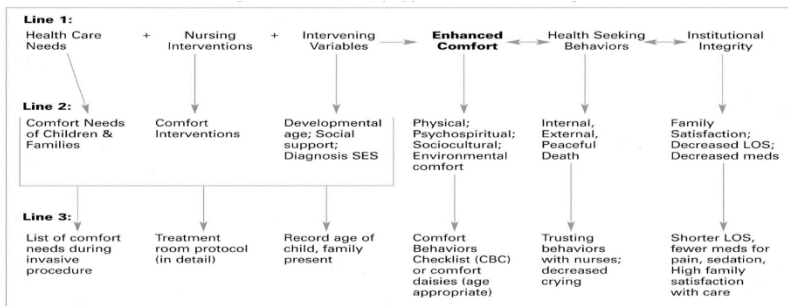 Line 1:
Health Care Needs + Nursing Interventions + Intervening Variables Enhanced Comfort Health Seeking Behaviors Institutional Integrity
Line 2:
Comfort Needs of Children & Families
Comfort Interventions
Developmental age; Social support; Diagnosis SES
Physical; Psychospiritual; Sociocultural; Environmental comfort
Internal, External, Peaceful Death
Family Satisfaction; Decreased LOS; Decreased meds
Line 3:
List of comfort needs during invasive procedure
Treatment room protocol (in detail)
Record age of child, family present
Comfort Behaviors Checklist (CBC) or comfort daisies (age appropriate)
Trusting behaviors with nurses; decreased crying
Shorter LOS, fewer meds for pain, sedation, High family satisfaction with care